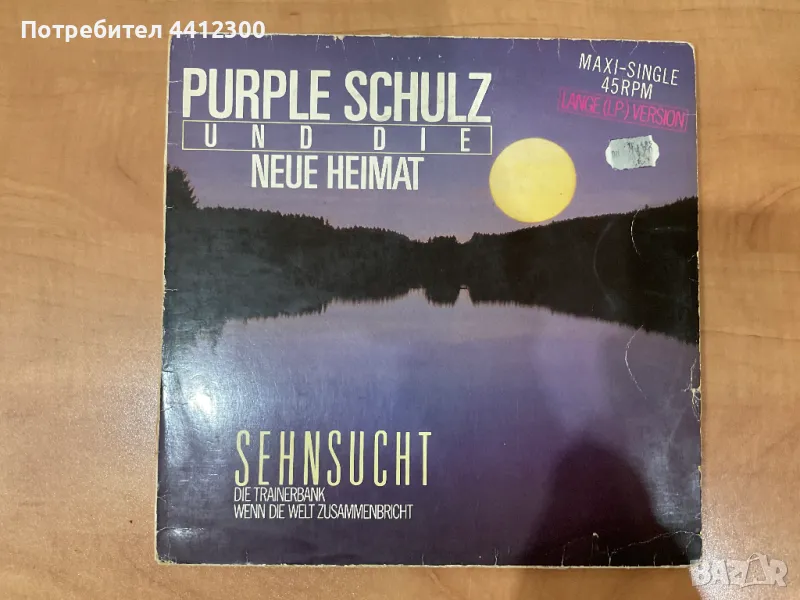 Потребител 4412300
PURPLE SCHULZ
UND DIE
NEUE HEIMAT
MAXI-SINGLE
45RPM
LANGE (LP) VERSION
SEHNSUCHT
DIE TRAINERBANK
WENN DIE WELT ZUSAMMENBRICHT
BAZAR